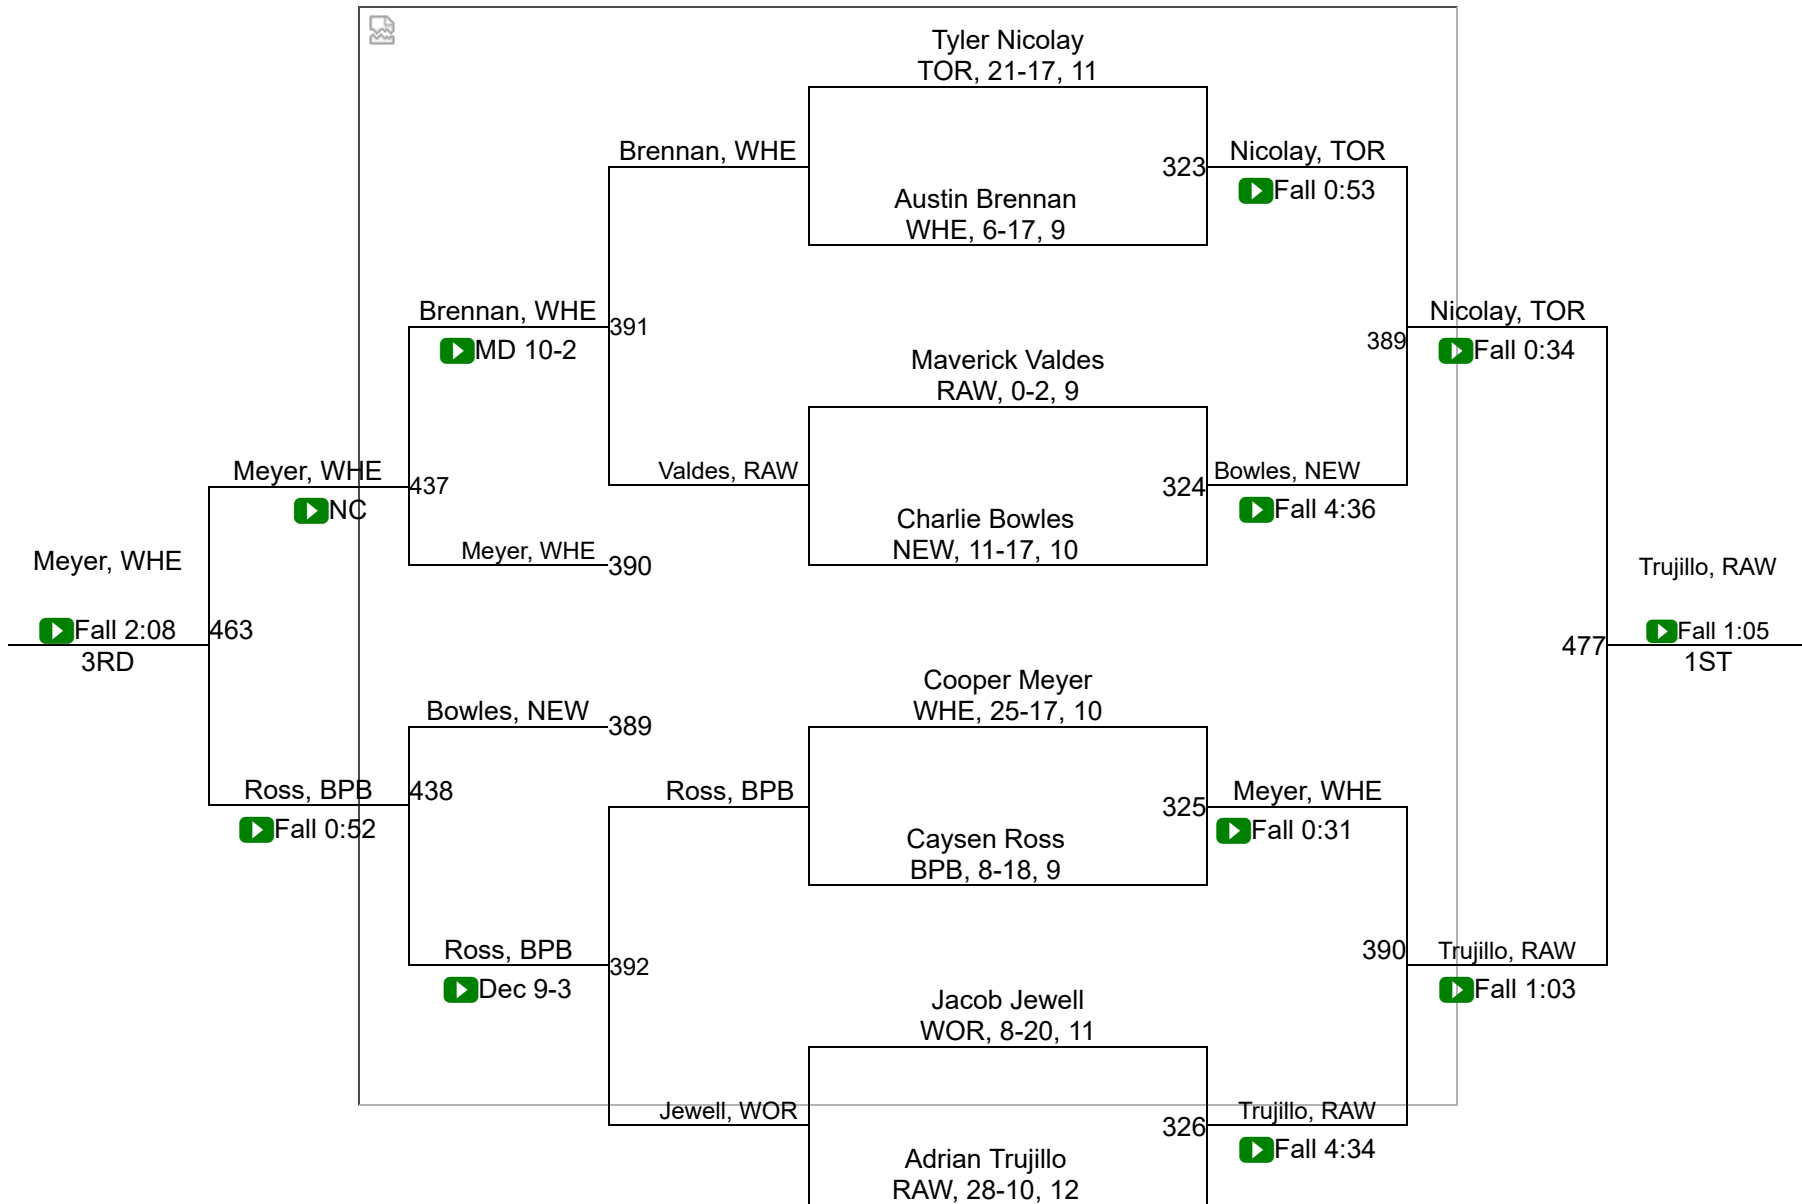 Tyler Nicolay
TOR, 21-17, 11
Brennan, WHE
323
Nicolay, TOR
Fall 0:53
Austin Brennan
WHE, 6-17, 9
Brennan, WHE
391
MD 10-2
Nicolay, TOR
389
Fall 0:34
Maverick Valdes
RAW, 0-2, 9
Meyer, WHE
437
NC
Valdes, RAW
324
Bowles, NEW
Fall 4:36
Charlie Bowles
NEW, 11-17, 10
Meyer, WHE
390
Meyer, WHE
Fall 2:08
3RD
463
Trujillo, RAW
477
Fall 1:05
1ST
Cooper Meyer
WHE, 25-17, 10
Bowles, NEW
389
Ross, BPB
438
Fall 0:52
Ross, BPB
325
Meyer, WHE
Fall 0:31
Caysen Ross
BPB, 8-18, 9
Ross, BPB
392
Dec 9-3
390
Trujillo, RAW
Fall 1:03
Jacob Jewell
WOR, 8-20, 11
Jewell, WOR
326
Trujillo, RAW
Fall 4:34
Adrian Trujillo
RAW, 28-10, 12